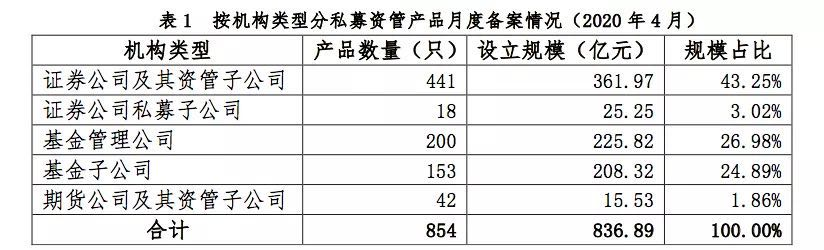 表 1 按机构类型分私募资管产品月度备案情况（2020 年 4 月）
机构类型 产品数量（只） 设立规模（亿元） 规模占比
证券公司及其资管子公司 441 361.97 43.25%
证券公司私募子公司 18 25.25 3.02%
基金管理公司 200 225.82 26.98%
基金子公司 153 208.32 24.89%
期货公司及其资管子公司 42 15.53 1.86%
合计 854 836.89 100.00%